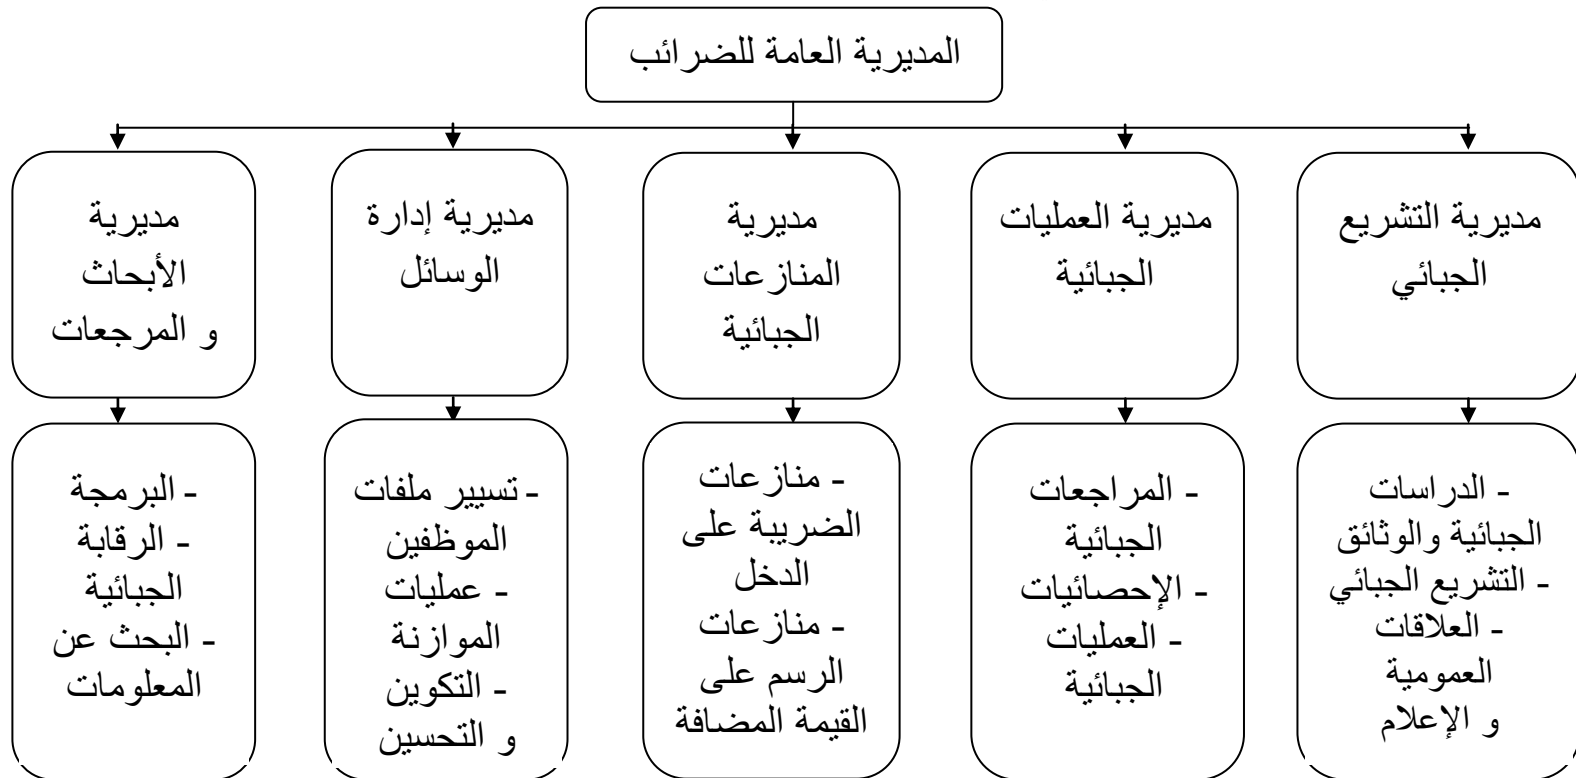 المديرية العامة للضرائب
مديرية التشريع
الجبائي
مديرية العمليات
الجبائية
مديرية
المنازعات
الجبائية
مديرية إدارة
الوسائل
مديرية
الأبحاث
و المرجعات
- الدراسات
الجبائية والوثائق
- التشريع الجبائي
- العلاقات
العمومية
و الإعلام
- المراجعات
الجبائية
- الإحصائيات
- العمليات
الجبائية
- منازعات
الضريبة على
الدخل
- منازعات
الرسم على
القيمة المضافة
- تسيير ملفات
الموظفين
- عمليات
الموازنة
- التكوين
و التحسين
- البرمجة
- الرقابة
الجبائية
- البحث عن
المعلومات